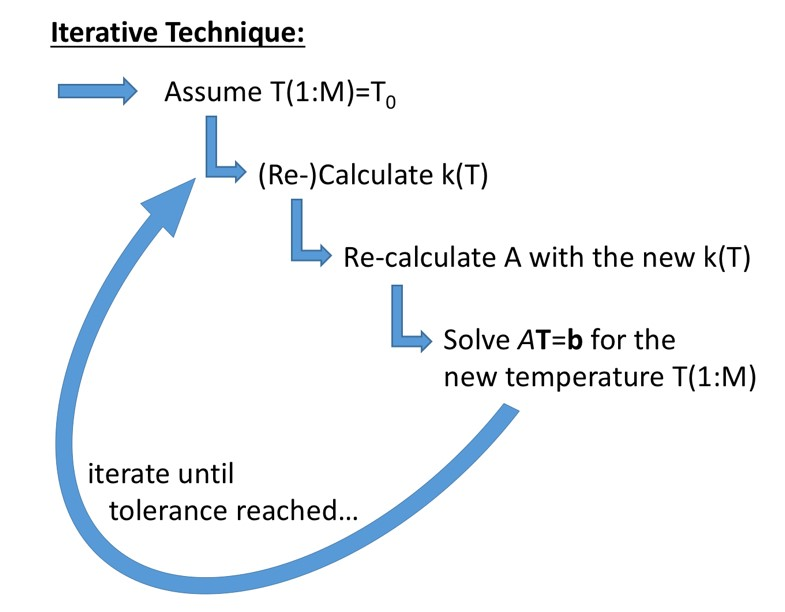 Iterative Technique:
Assume T(1:M)=T₀
(Re-)Calculate k(T)
Re-calculate A with the new k(T)
Solve AT=b for the
new temperature T(1:M)
iterate until
tolerance reached…